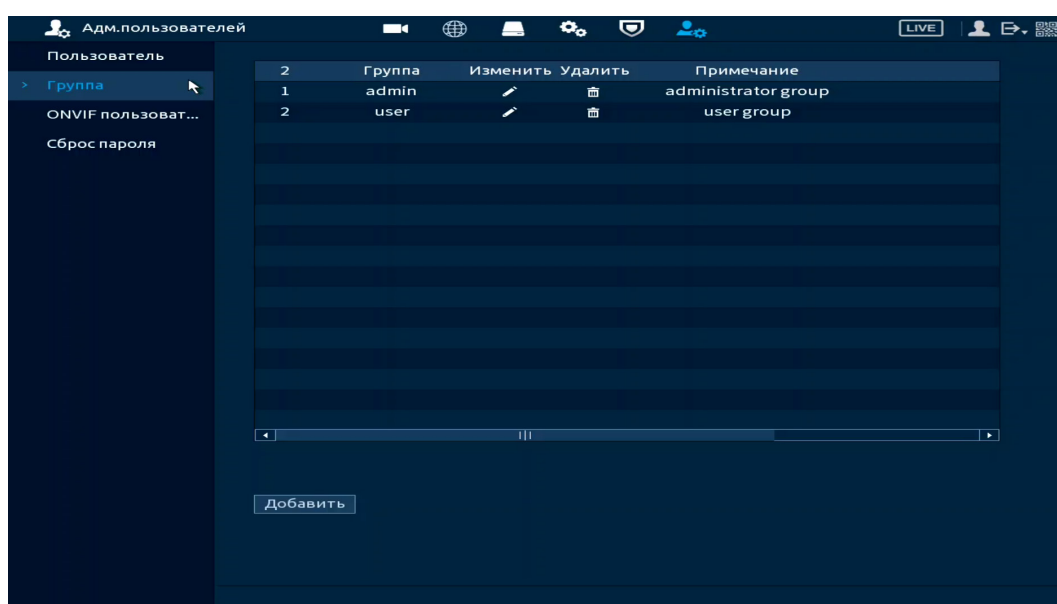 Адм.пользователей LIVE
Пользователь
> Группа
ONVIF пользоват...
Сброс пароля
2 Группа Изменить Удалить Примечание
1 admin administrator group
2 user user group
Добавить